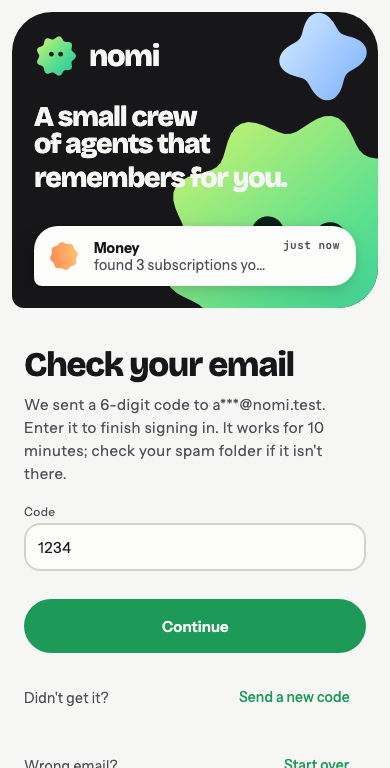 nomi
A small crew
of agents that
remembers for you.
Money
just now
found 3 subscriptions yo...
Check your email
We sent a 6-digit code to a***@nomi.test.
Enter it to finish signing in. It works for 10
minutes; check your spam folder if it isn't
there.
Code
1234
Continue
Didn't get it?
Send a new code
Wrong email?
Start over